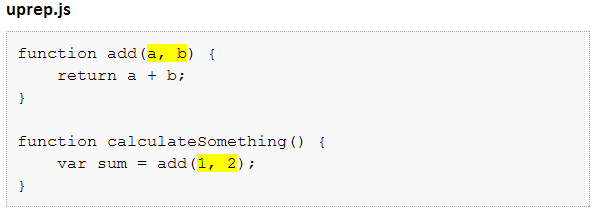 uprep.js
function add(a, b) {
    return a + b;
}
function calculateSomething() {
    var sum = add(1, 2);
}